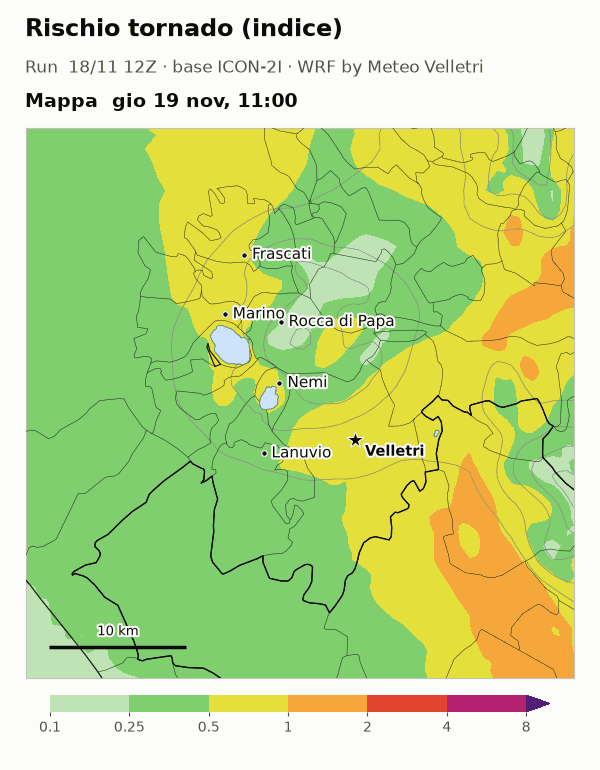 Rischio tornado (indice)
Run  18/11 12Z · base ICON-2I · WRF by Meteo Velletri
Mappa  gio 19 nov, 11:00
Frascati
Marino
Rocca di Papa
Nemi
Velletri
Lanuvio
10 km
0.1 0.25 0.5 1 2 4 8